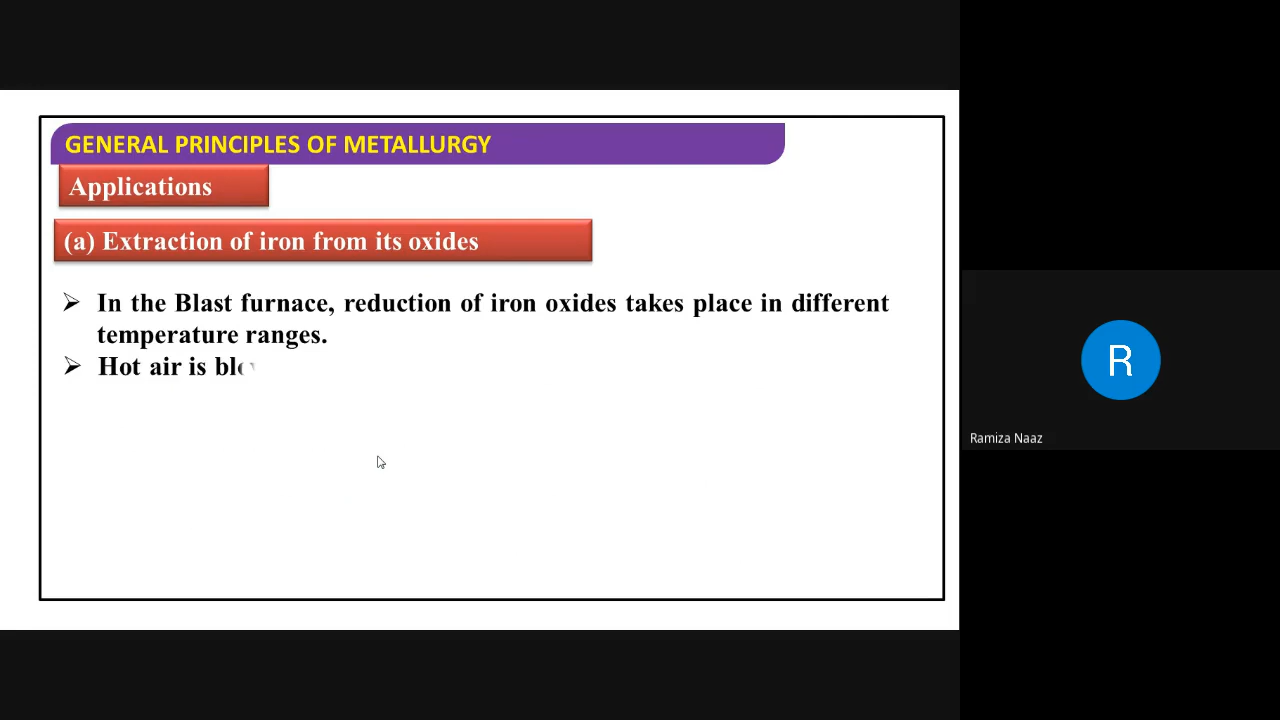 GENERAL PRINCIPLES OF METALLURGY
Applications
(a) Extraction of iron from its oxides
➢ In the Blast furnace, reduction of iron oxides takes place in different
temperature ranges.
➢ Hot air is
R
Ramiza Naaz